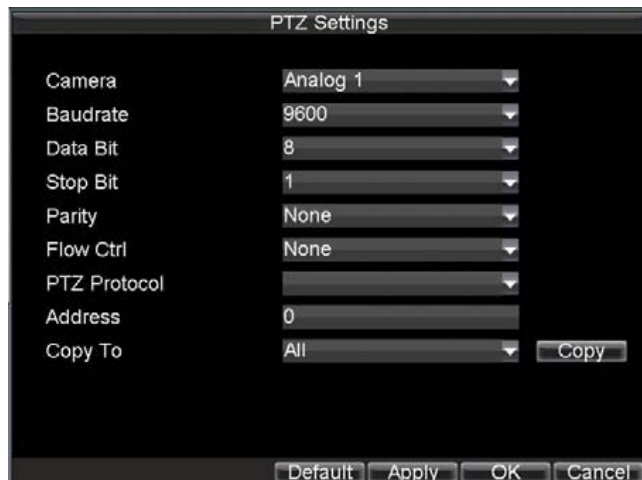 PTZ Settings
Camera Analog 1
Baudrate 9600
Data Bit 8
Stop Bit 1
Parity None
Flow Ctrl None
PTZ Protocol
Address 0
Copy To All Copy
Default Apply OK Cancel